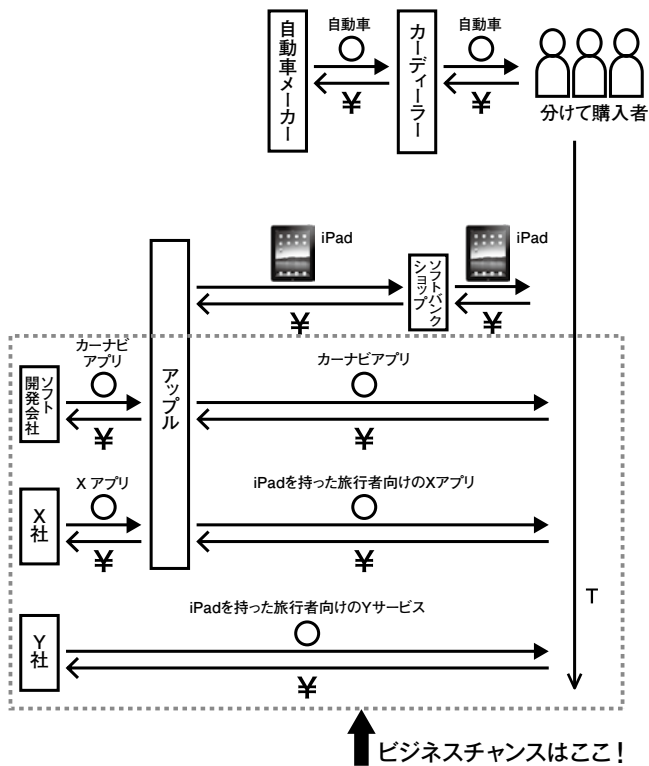 自動車
自動車
自動車メーカー
カーディーラー
¥
¥
分けて購入者
iPad
iPad
ソフトバンク
ショップ
¥
¥
アップル
カーナビ
アプリ
カーナビアプリ
ソフト
開発会社
¥
¥
X アプリ
iPadを持った旅行者向けのXアプリ
X社
¥
¥
T
iPadを持った旅行者向けのYサービス
Y社
¥
ビジネスチャンスはここ!